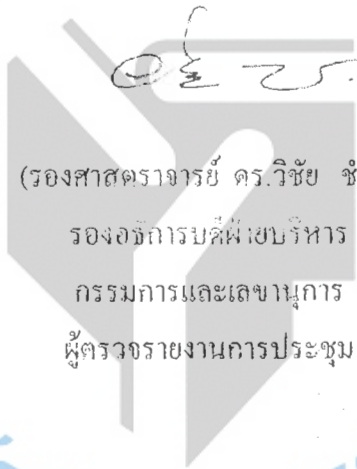 (รองศาสตราจารย์ ดร.วิชัย
รองอธิการบดีฝ่ายบริหาร
กรรมการและเลขานุการ
ผู้ตรวจรายงานการประชุม